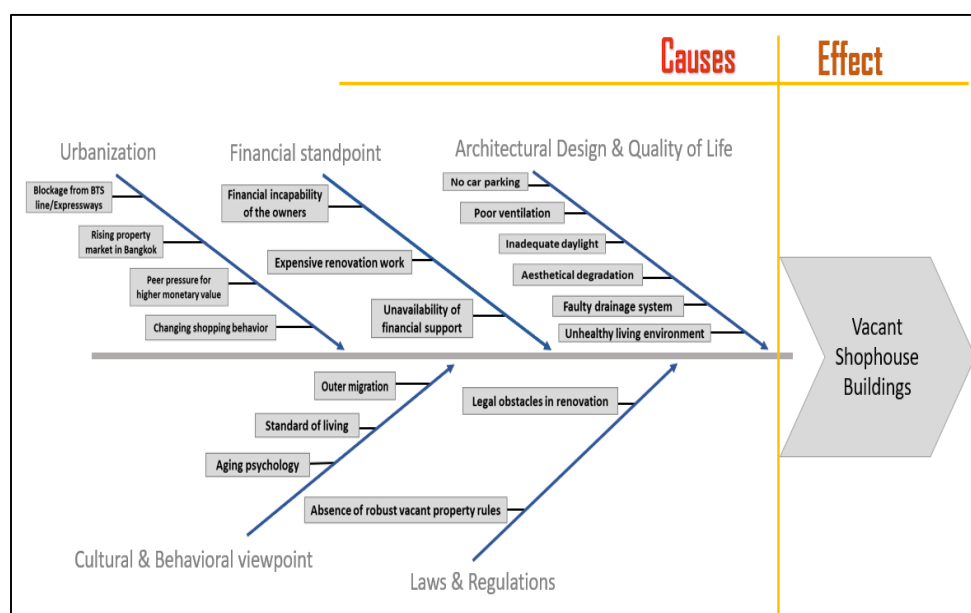 Causes
Effect
Urbanization
Blockage from BTS
line/Expressways
Rising property
market in Bangkok
Peer pressure for
higher monetary value
Changing shopping behavior
Financial standpoint
Financial incapability
of the owners
Expensive renovation work
Unavailability of
financial support
Architectural Design & Quality of Life
No car parking
Poor ventilation
Inadequate daylight
Aesthetical degradation
Faulty drainage system
Unhealthy living environment
Vacant
Shophouse
Buildings
Outer migration
Standard of living
Aging psychology
Cultural & Behavioral viewpoint
Legal obstacles in renovation
Absence of robust vacant property rules
Laws & Regulations